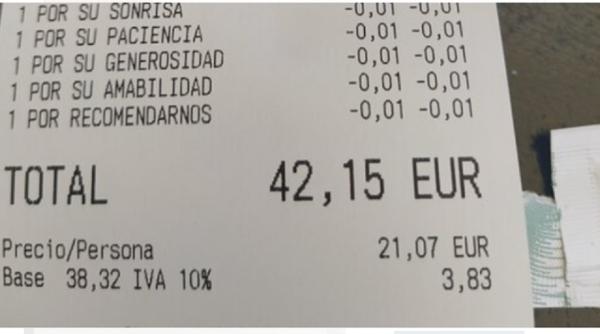 1 POR SU SONRISA -0,01 -0,01
1 POR SU PACIENCIA -0,01 -0,01
1 POR SU GENEROSIDAD -0,01 -0,01
1 POR SU AMABILIDAD -0,01 -0,01
1 POR RECOMENDARNOS -0,01 -0,01
TOTAL 42,15 EUR
Precio/Persona 21,07 EUR
Base 38,32 IVA 10% 3,83